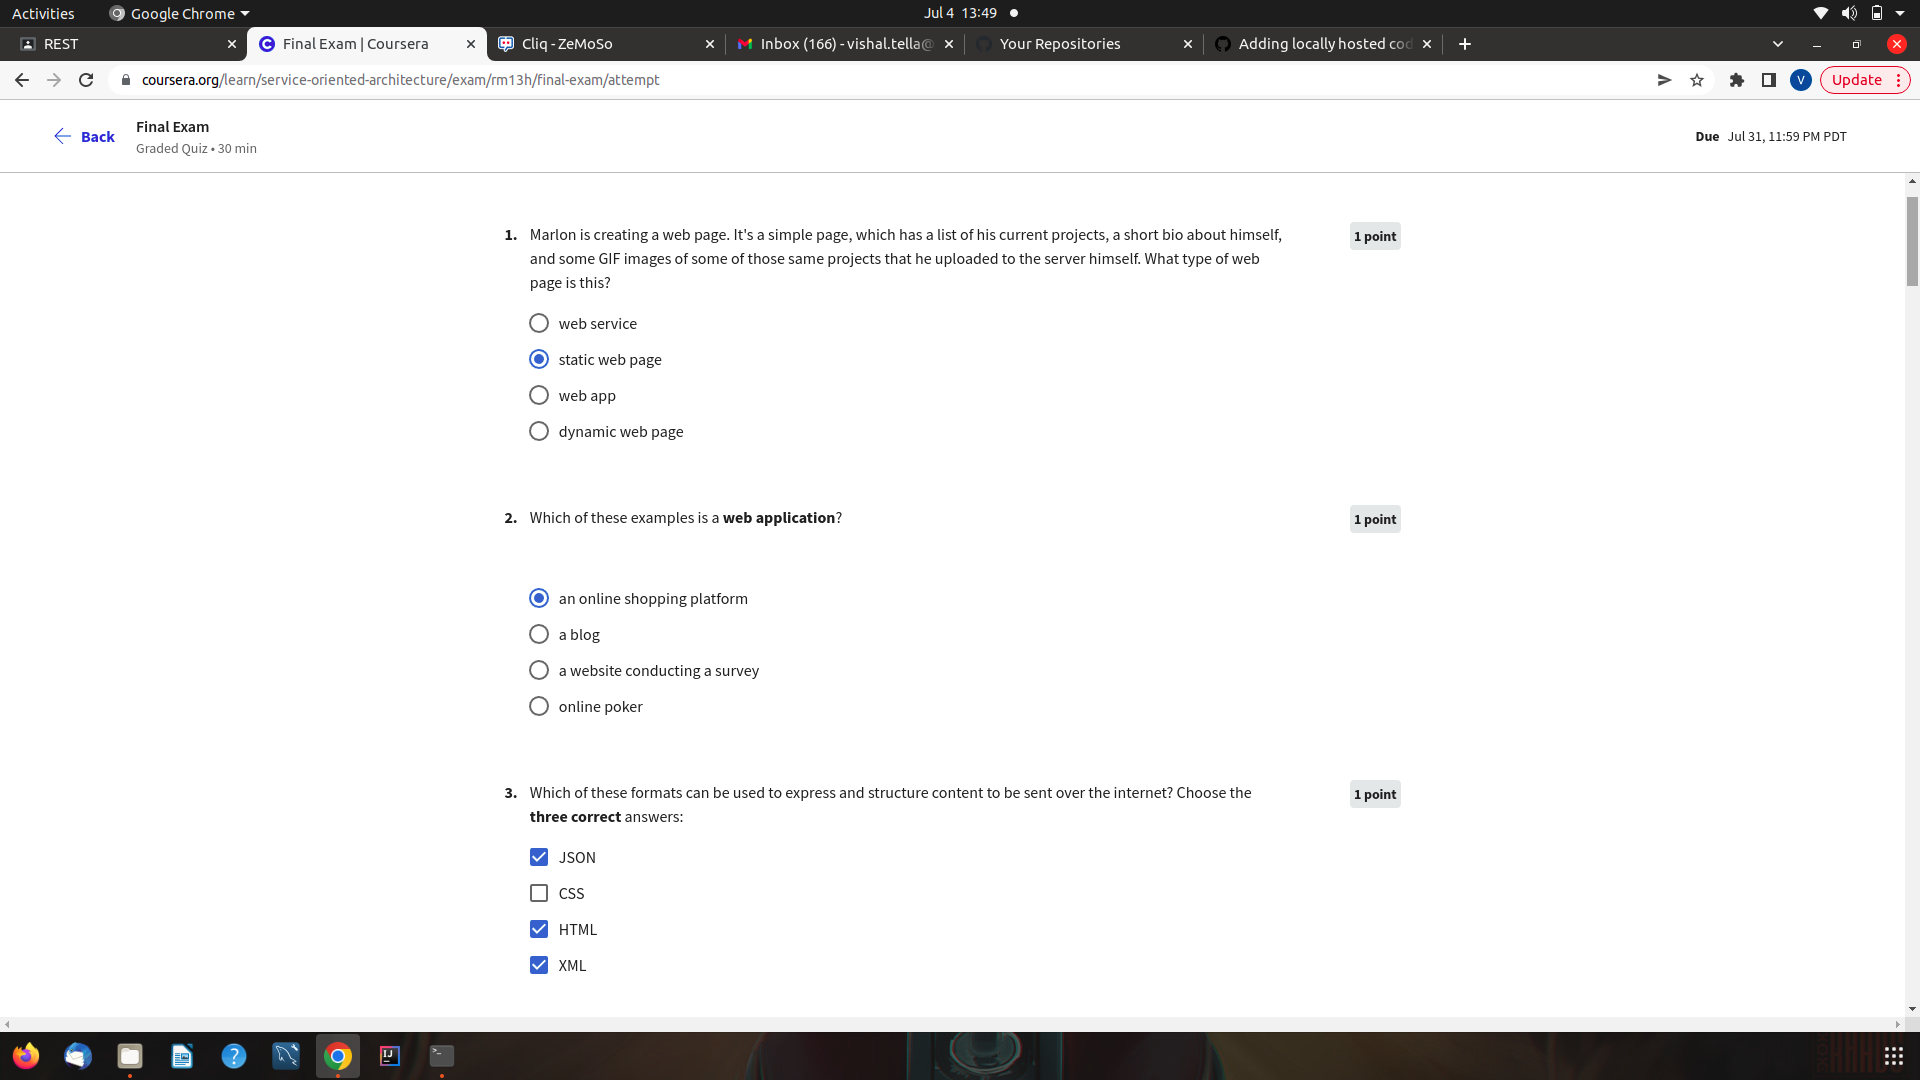 Activities
Google Chrome
Jul 4 13:49
REST
Final Exam | Coursera
Cliq - ZeMoSo
Inbox (166) - vishal.tella@
Your Repositories
Adding locally hosted cod
coursera.org/learn/service-oriented-architecture/exam/rm13h/final-exam/attempt
V
Update
Back
Final Exam
Graded Quiz • 30 min
Due Jul 31, 11:59 PM PDT
1. Marlon is creating a web page. It's a simple page, which has a list of his current projects, a short bio about himself,
and some GIF images of some of those same projects that he uploaded to the server himself. What type of web
page is this?
1 point
web service
static web page
web app
dynamic web page
2. Which of these examples is a web application?
1 point
an online shopping platform
a blog
a website conducting a survey
online poker
3. Which of these formats can be used to express and structure content to be sent over the internet? Choose the
three correct answers:
1 point
JSON
CSS
HTML
XML